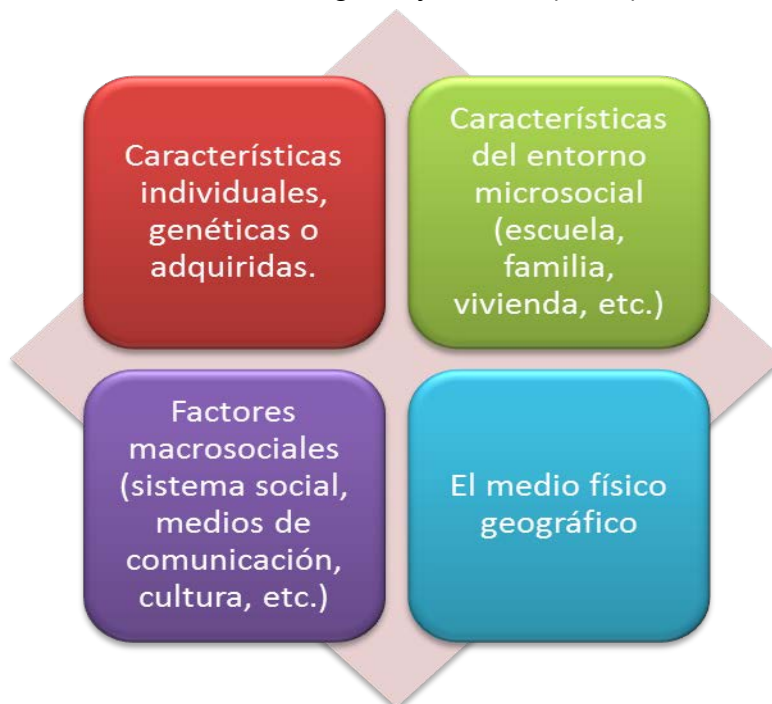 Características
individuales,
genéticas o
adquiridas.
Características
del entorno
microsocial
(escuela,
familia,
vivienda, etc.)
Factores
macrosociales
(sistema social,
medios de
comunicación,
cultura, etc.)
El medio físico
geográfico